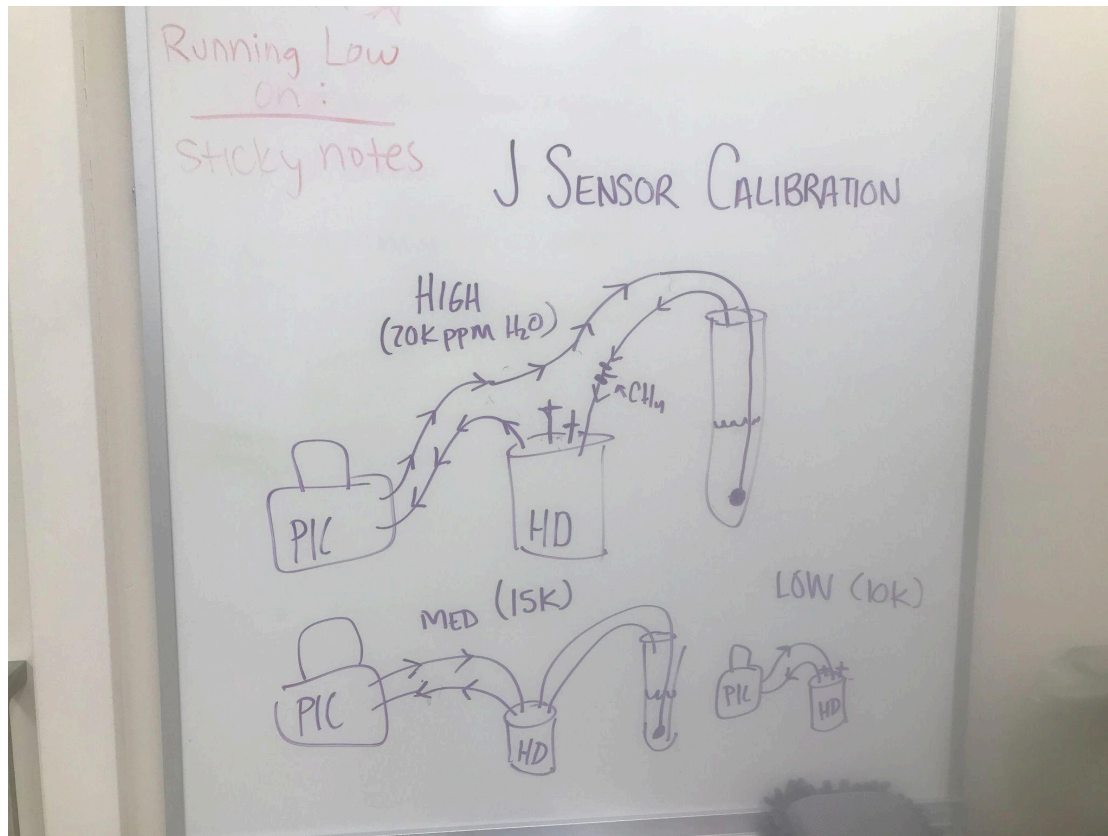 Running Low
on:
Sticky notes
J SENSOR CALIBRATION
HIGH
(20K ppm H₂O)
CH₄
PIC
HD
MED (15K)
LOW (10K)
PIC
HD
PIC
HD